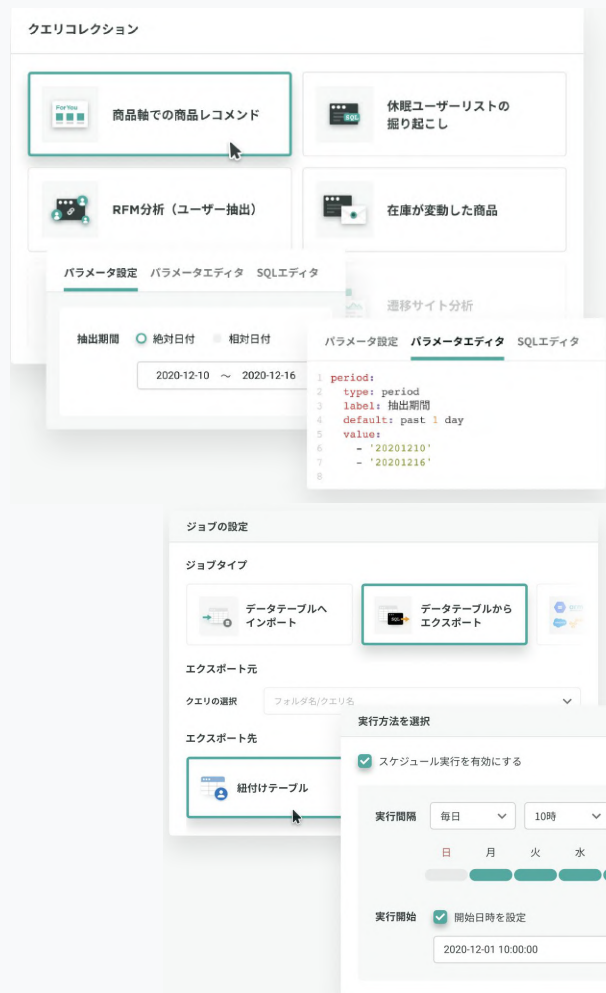 クエリコレクション
ForYou
商品軸での商品レコメンド
SQL
休眠ユーザーリストの
掘り起こし
RFM分析（ユーザー抽出）
在庫が変動した商品
遷移サイト分析
パラメータ設定 パラメータエディタ SQLエディタ
抽出期間 絶対日付 相対日付
2020-12-10 ～ 2020-12-16
パラメータ設定 パラメータエディタ SQLエディタ
1 period:
2 type: period
3 label: 抽出期間
4 default: past 1 day
5 value:
6 - '20201210'
7 - '20201216'
8
ジョブの設定
ジョブタイプ
データテーブルへ
インポート
SQL
データテーブルから
エクスポート
エクスポート元
クエリの選択 フォルダ名/クエリ名
エクスポート先
紐付けテーブル
実行方法を選択
スケジュール実行を有効にする
実行間隔 毎日 10時
日 月 火 水
実行開始 開始日時を設定
2020-12-01 10:00:00